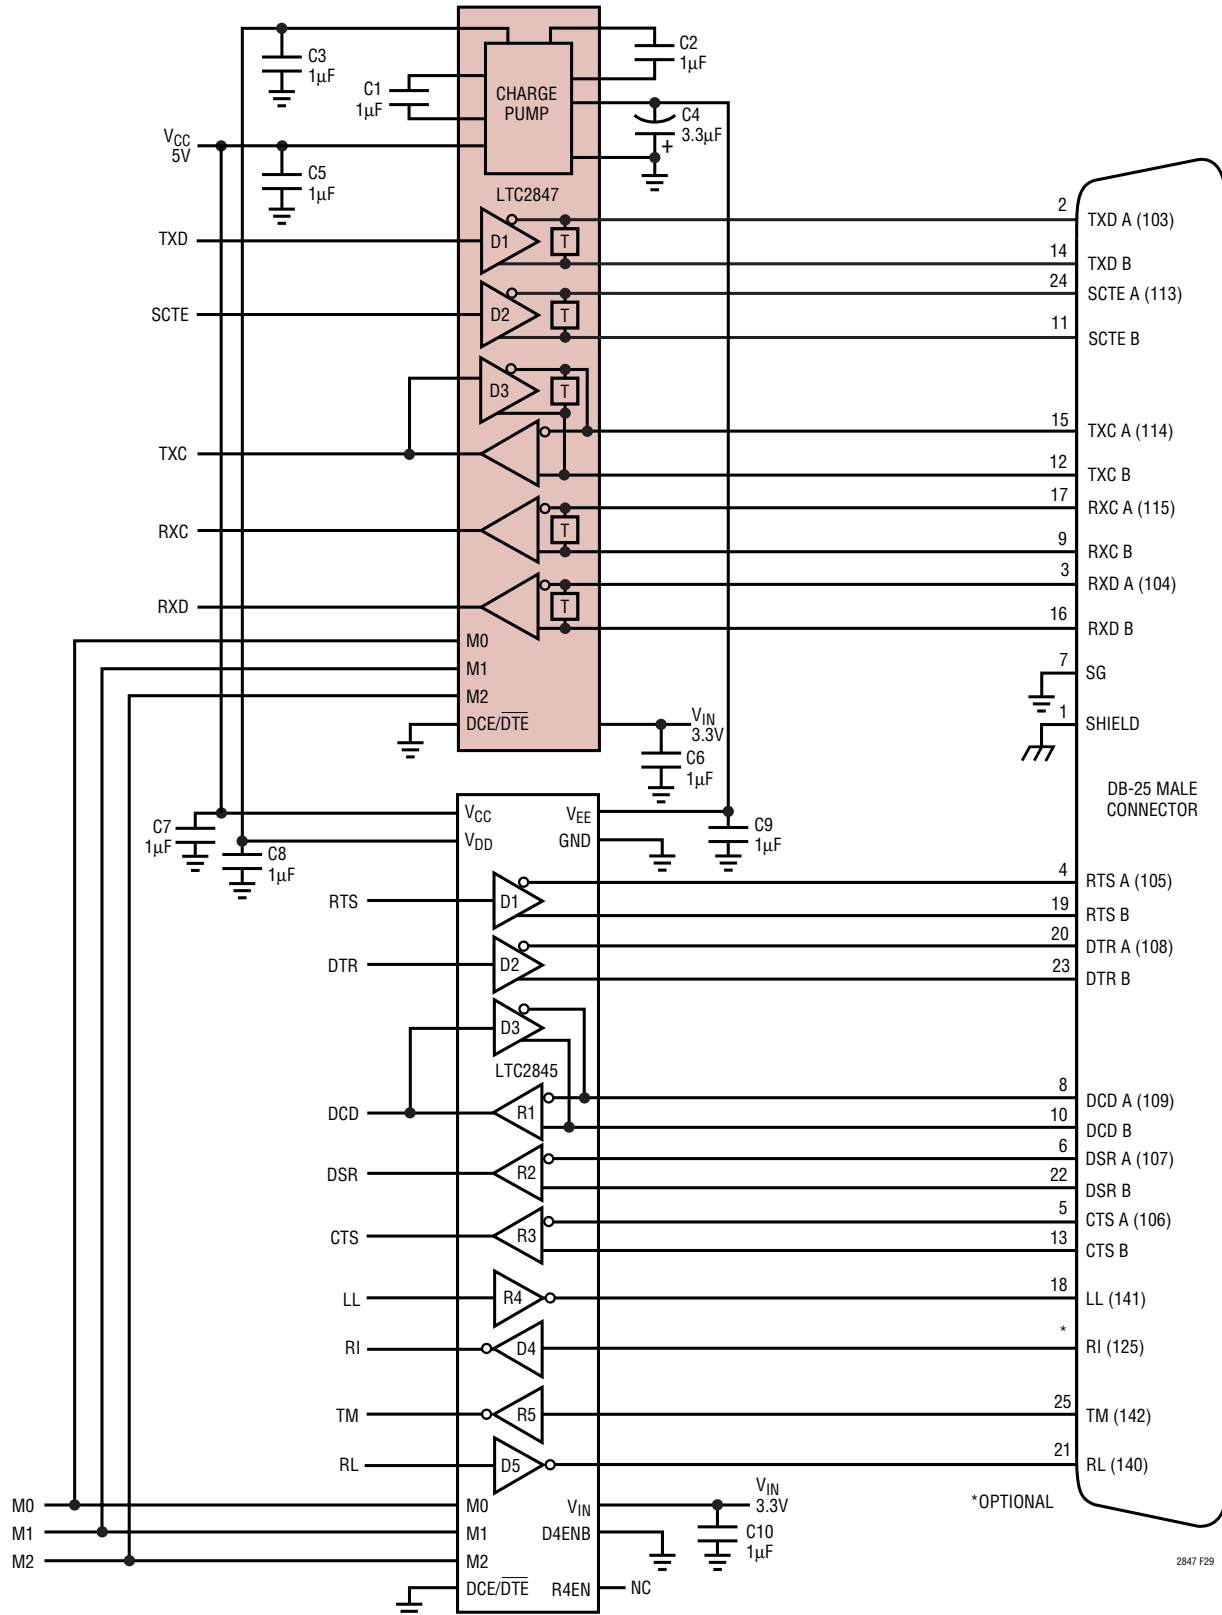 C3
1µF
C2
1µF
C1
1µF
CHARGE
PUMP
C4
3.3µF
+
VCC
5V
C5
1µF
LTC2847
TXD
D1
T
2
TXD A (103)
14
TXD B
SCTE
D2
T
24
SCTE A (113)
11
SCTE B
D3
T
TXC
15
TXC A (114)
12
TXC B
RXC
T
17
RXC A (115)
9
RXC B
RXD
T
3
RXD A (104)
16
RXD B
M0
M1
M2
DCE/DTE
7
SG
1
SHIELD
VIN
3.3V
C6
1µF
DB-25 MALE
CONNECTOR
C7
1µF
C8
1µF
VCC
VDD
VEE
GND
C9
1µF
RTS
D1
4
RTS A (105)
19
RTS B
DTR
D2
20
DTR A (108)
23
DTR B
D3
LTC2845
DCD
R1
8
DCD A (109)
10
DCD B
DSR
R2
6
DSR A (107)
22
DSR B
CTS
R3
5
CTS A (106)
13
CTS B
LL
R4
18
LL (141)
RI
D4
*
RI (125)
TM
R5
25
TM (142)
RL
D5
21
RL (140)
*OPTIONAL
M0
M1
M2
M0
M1
M2
DCE/DTE
VIN
D4ENB
R4EN
VIN
3.3V
C10
1µF
NC
2847 F29